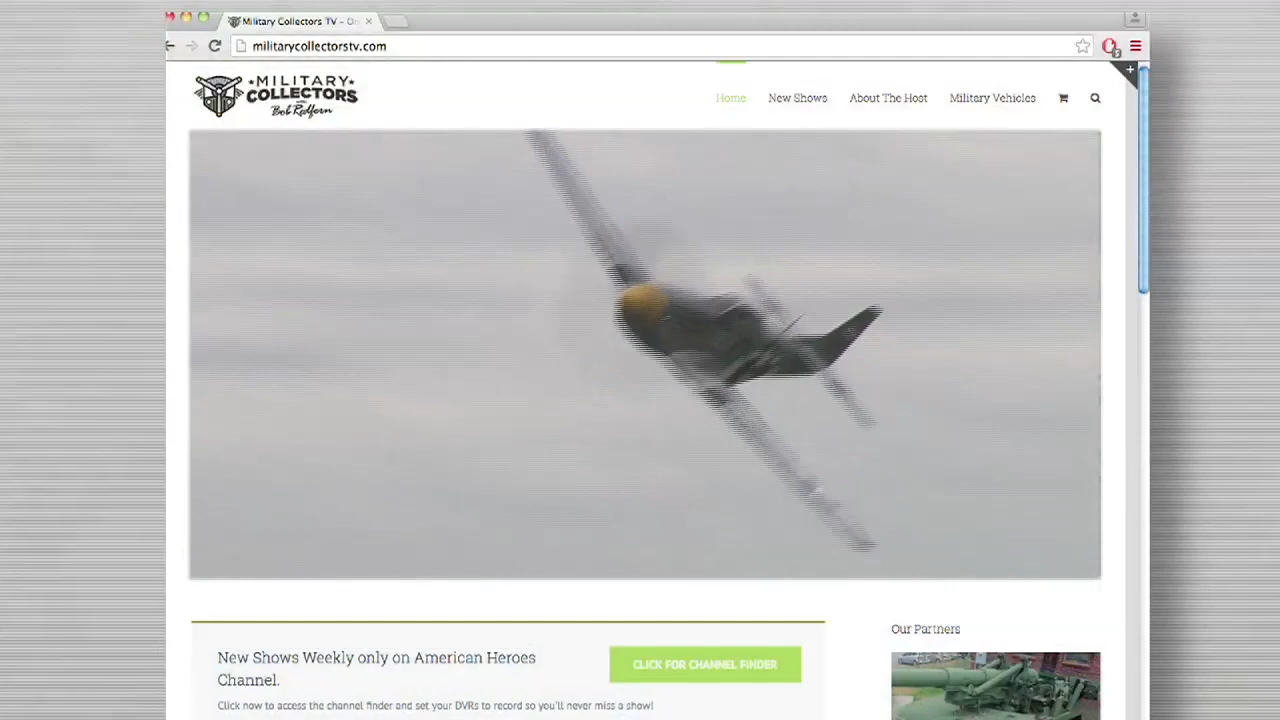 Military Collectors TV – On
militarycollectorstv.com
MILITARY
COLLECTORS
with
Bob Redfern
Home New Shows About The Host Military Vehicles
Our Partners
New Shows Weekly only on American Heroes
Channel.
CLICK FOR CHANNEL FINDER
Click now to access the channel finder and set your DVRs to record so you'll never miss a show!